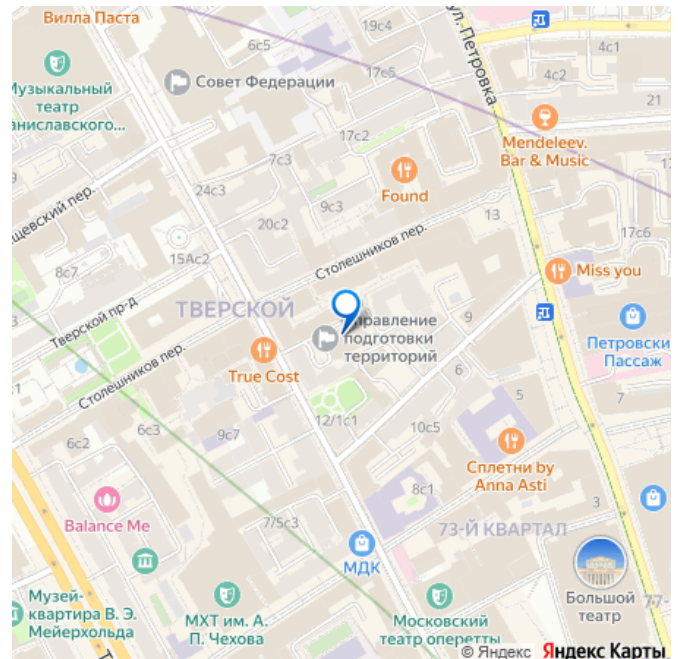 Вилла Паста
6с5
19с4
4с1
Музыкальный
театр
аниславского...
Совет Федерации
17с5
ул. Петровка
4с2
21
17с2
Mendeleev.
Bar & Music
7с3
Found
24с3
9с3
20с2
13
ищевский пер.
Столешников пер.
17с6
15Ас2
8с7
Miss you
ТВЕРСКОЙ
Тверской пр-д
9
управление
подготовки
территорий
Петровски
Пассаж
True Cost
Столешников пер.
6
5
7
12/1с1
6с2
6с3
9с7
10с5
Сплетни by
Anna Asti
8с1
3
Balance Me
7/5с3
73-Й КВАРТАЛ
МДК
Большой
театр
Музей-
квартира В. Э.
Мейерхольда
МХТ им. А.
П. Чехова
Московский
театр оперетты
77-
© Яндекс Яндекс Карты